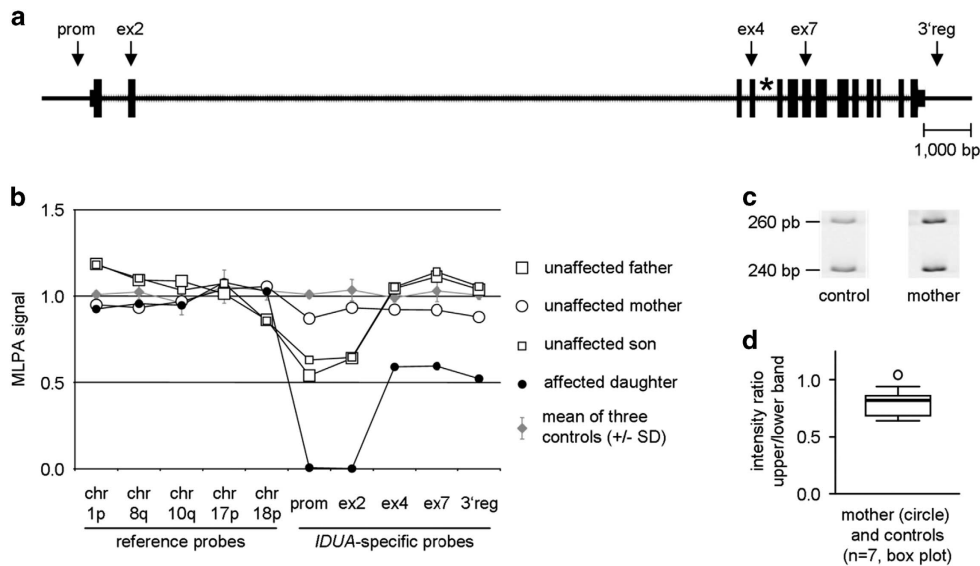 a
prom
ex2
ex4
ex7
3'reg
*
1,000 bp
b
1.5
1.0
0.5
0.0
MLPA signal
chr 1p
chr 8q
chr 10q
chr 17p
chr 18p
prom
ex2
ex4
ex7
3'reg
reference probes
IDUA-specific probes
unaffected father
unaffected mother
unaffected son
affected daughter
mean of three
controls (+/- SD)
c
260 pb
240 bp
control
mother
d
1.0
0.5
0.0
intensity ratio
upper/lower band
mother (circle)
and controls
(n=7, box plot)